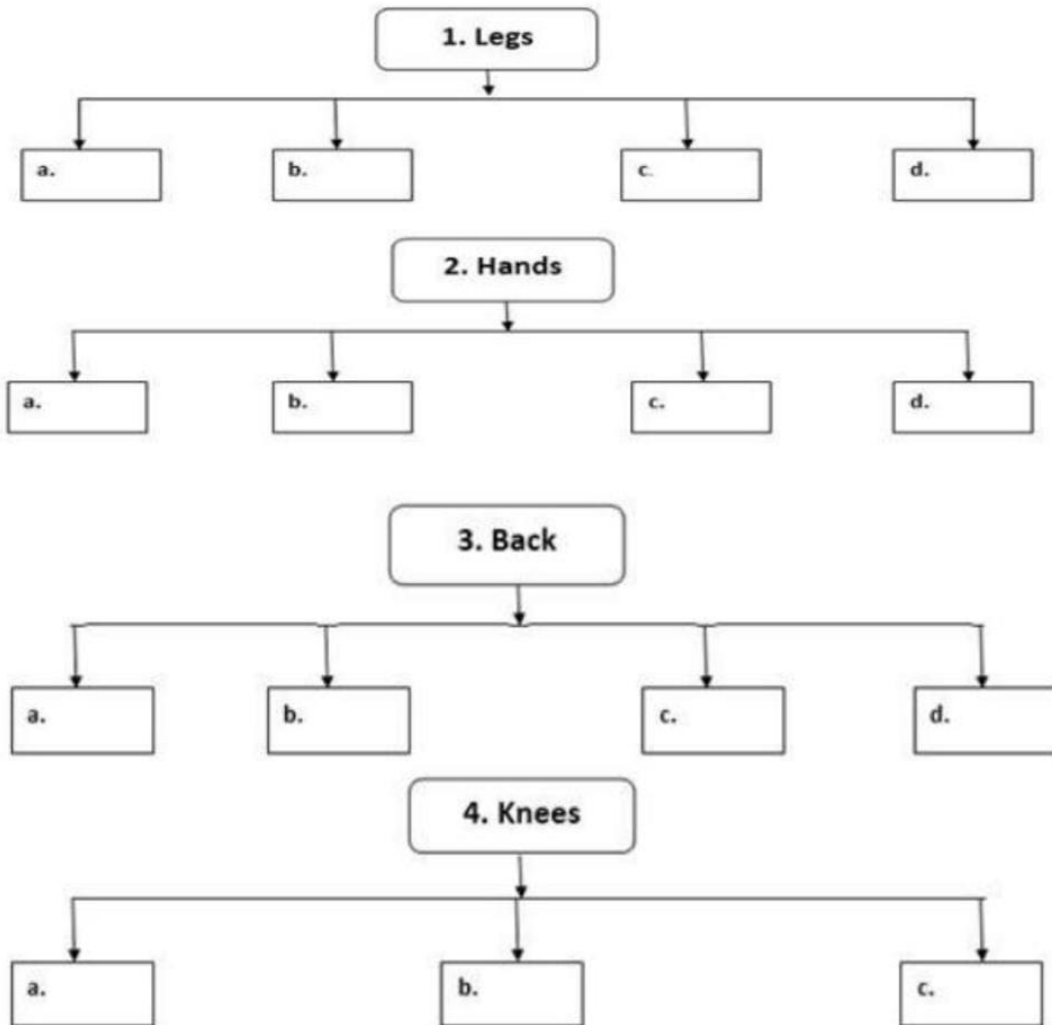 1. Legs
a. b. c. d.
2. Hands
a. b. c. d.
3. Back
a. b. c. d.
4. Knees
a. b. c.